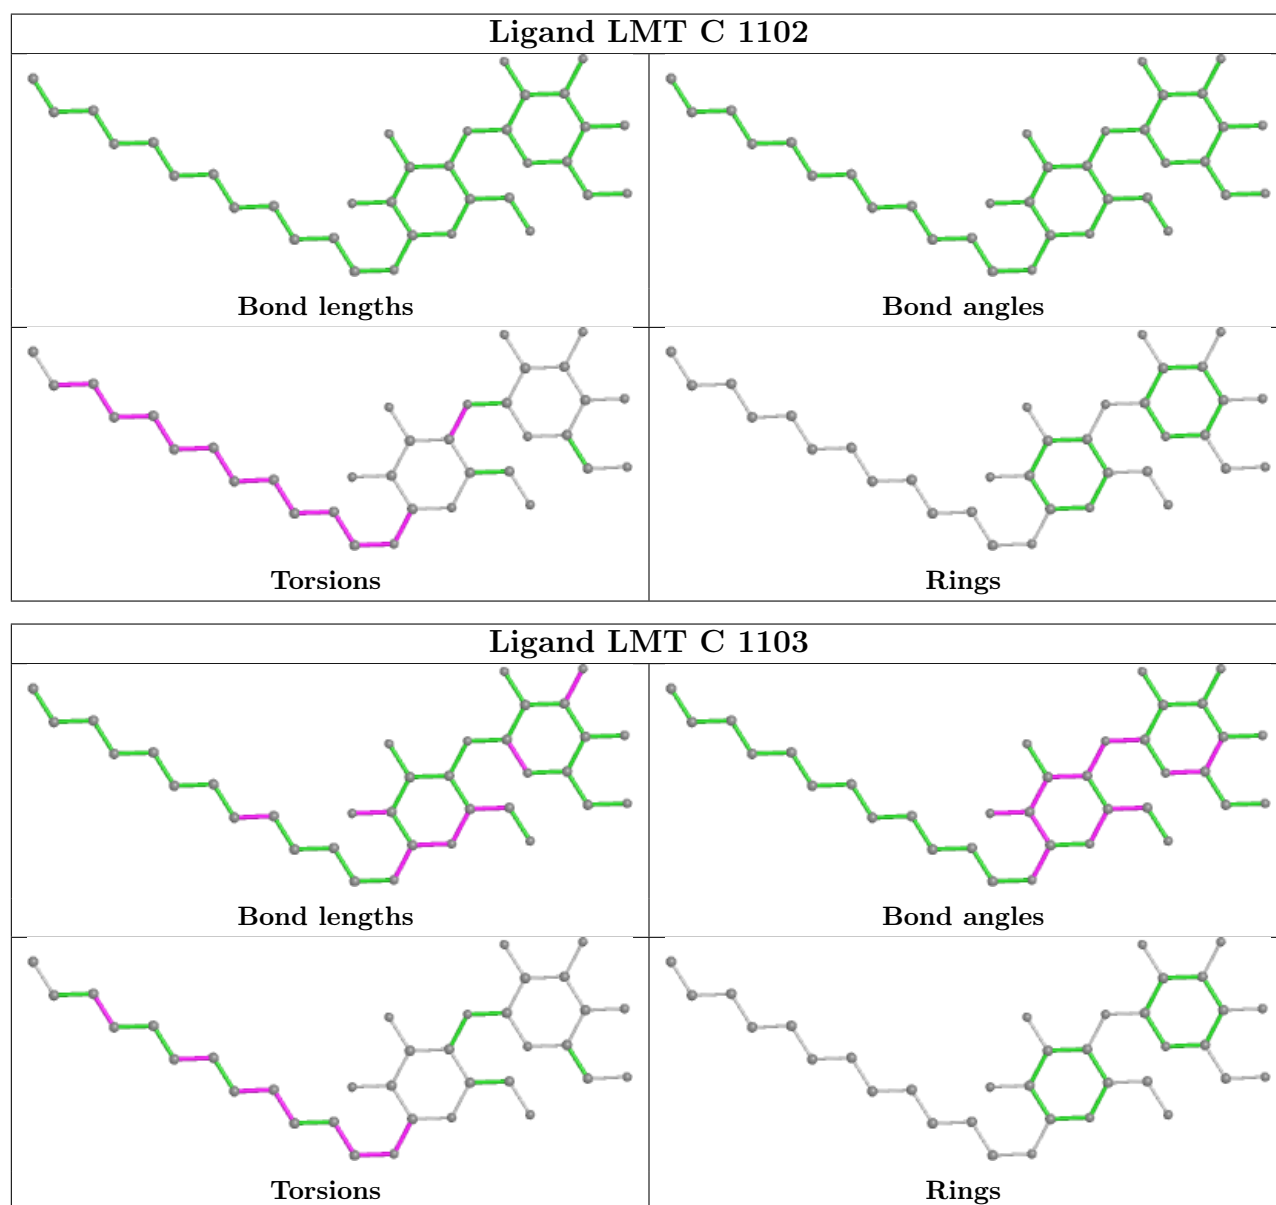 Ligand LMT C 1102
Bond lengths
Bond angles
Torsions
Rings
Ligand LMT C 1103
Bond lengths
Bond angles
Torsions
Rings